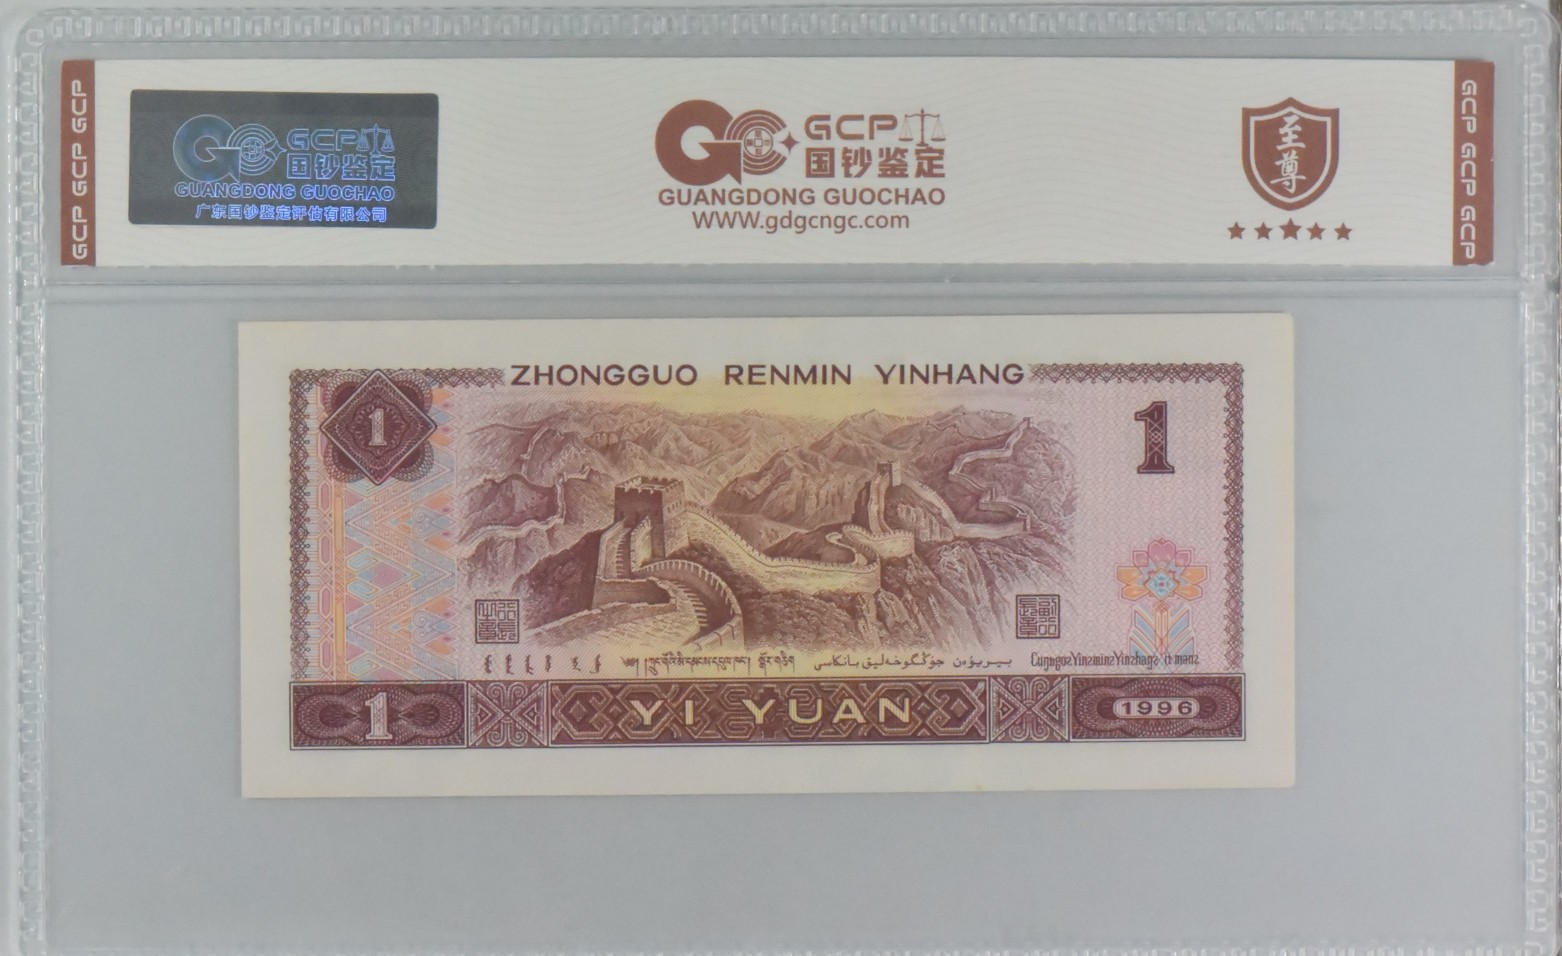 GCP GCP GCP
GCP
国钞鉴定
GUANGDONG GUOCHAO
广东国钞鉴定评估有限公司
GCP
国钞鉴定
GUANGDONG GUOCHAO
WWW.gdgcngc.com
至尊
GCP GCP GCP
ZHONGGUO RENMIN YINHANG
1
1
1
YI YUAN
1996